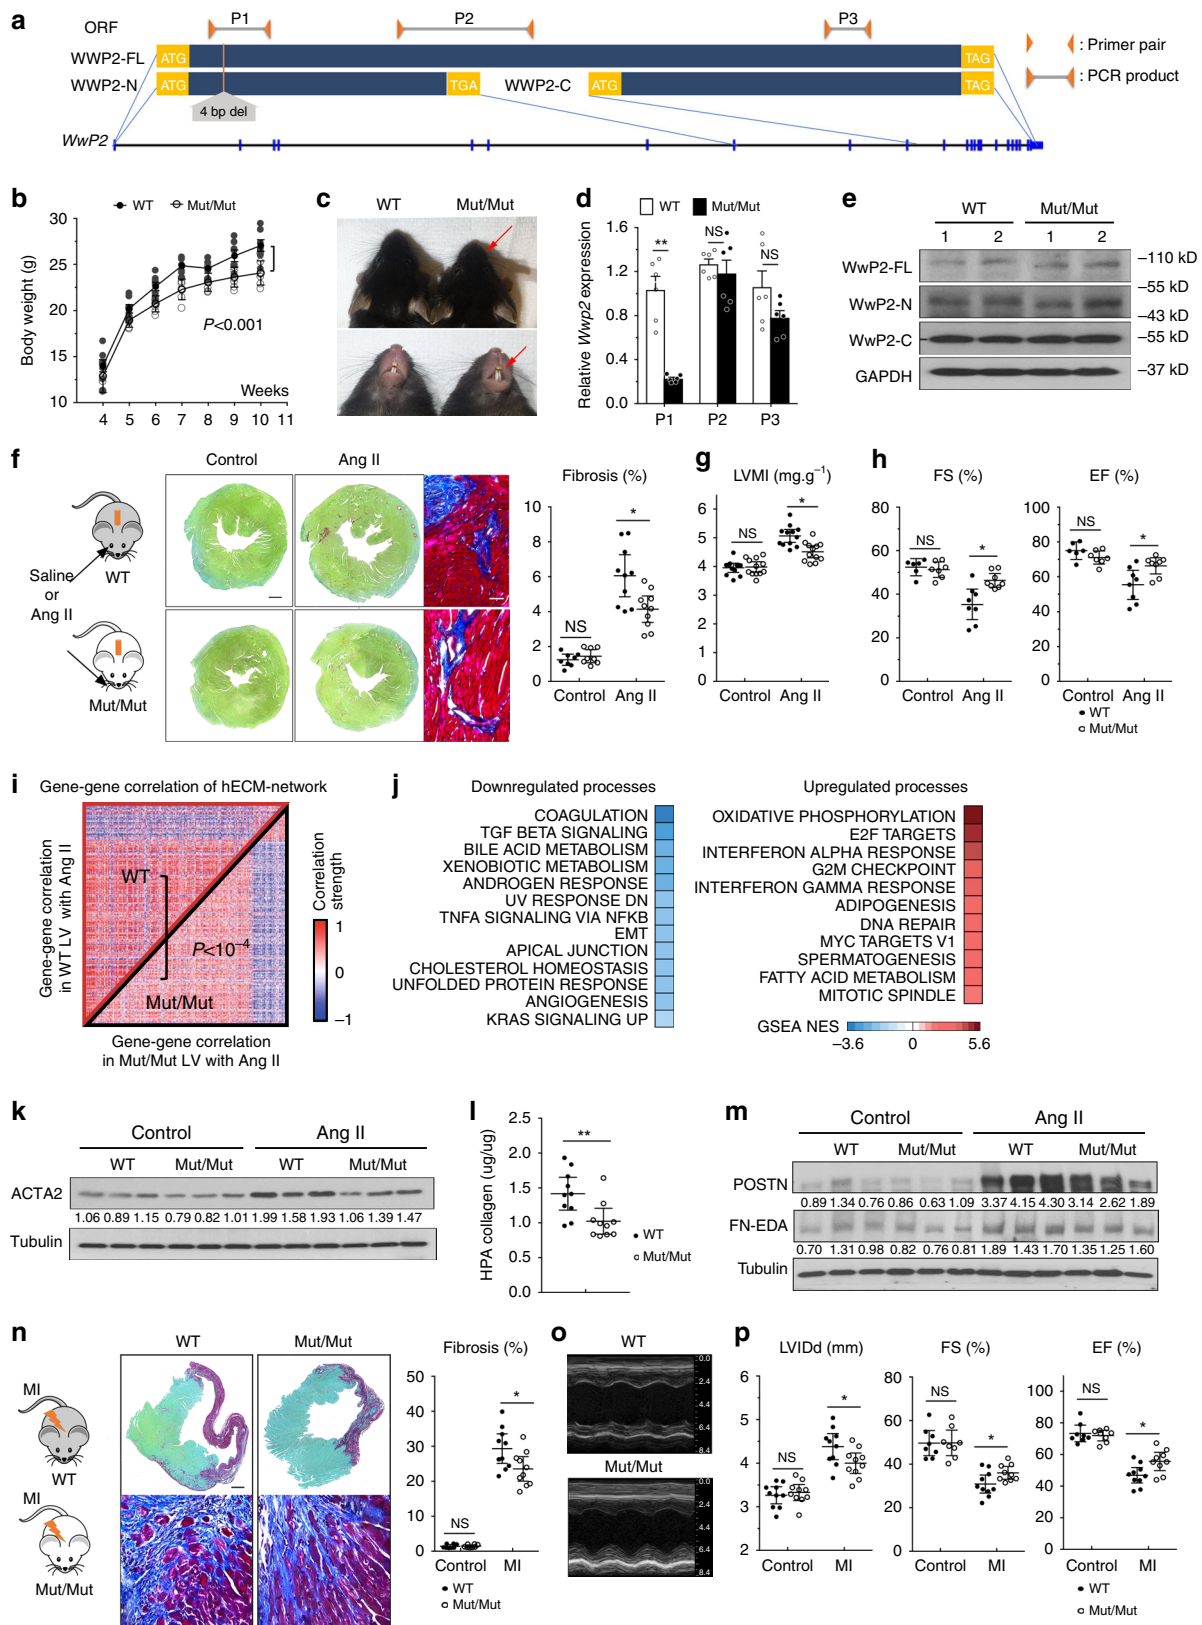 a
ORF
P1
P2
P3
WWP2-FL
ATG
TAG
: Primer pair
WWP2-N
ATG
TGA
WWP2-C
ATG
TAG
: PCR product
4 bp del
WwP2
b
WT
Mut/Mut
Body weight (g)
30
25
20
15
10
P<0.001
Weeks
4 5 6 7 8 9 10 11
c
WT
Mut/Mut
d
WT
Mut/Mut
Relative Wwp2 expression
1.6
1.2
0.8
0.4
0.0
**
NS
NS
P1 P2 P3
e
WT
Mut/Mut
1 2 1 2
WwP2-FL
–110 kD
–55 kD
WwP2-N
–43 kD
WwP2-C
–55 kD
GAPDH
–37 kD
f
Control
Ang II
WT
Saline
or
Ang II
Mut/Mut
Fibrosis (%)
10
8
6
4
2
0
NS
*
Control Ang II
g
LVMI (mg.g−1)
6
5
4
3
2
1
0
NS
*
Control Ang II
h
FS (%)
80
60
40
20
0
NS
*
Control Ang II
EF (%)
100
80
60
40
20
0
NS
*
Control Ang II
WT
Mut/Mut
i
Gene-gene correlation of hECM-network
Gene-gene correlation
in WT LV with Ang II
WT
P<10−4
Mut/Mut
Gene-gene correlation
in Mut/Mut LV with Ang II
Correlation
strength
1
0
−1
j
Downregulated processes
COAGULATION
TGF BETA SIGNALING
BILE ACID METABOLISM
XENOBIOTIC METABOLISM
ANDROGEN RESPONSE
UV RESPONSE DN
TNFA SIGNALING VIA NFKB
EMT
APICAL JUNCTION
CHOLESTEROL HOMEOSTASIS
UNFOLDED PROTEIN RESPONSE
ANGIOGENESIS
KRAS SIGNALING UP
Upregulated processes
OXIDATIVE PHOSPHORYLATION
E2F TARGETS
INTERFERON ALPHA RESPONSE
G2M CHECKPOINT
INTERFERON GAMMA RESPONSE
ADIPOGENESIS
DNA REPAIR
MYC TARGETS V1
SPERMATOGENESIS
FATTY ACID METABOLISM
MITOTIC SPINDLE
GSEA NES
−3.6 0 5.6
k
Control
Ang II
WT Mut/Mut WT Mut/Mut
ACTA2
1.06 0.89 1.15 0.79 0.82 1.01 1.99 1.58 1.93 1.06 1.39 1.47
Tubulin
l
HPA collagen (ug/ug)
2.5
2.0
1.5
1.0
0.5
0.0
**
WT
Mut/Mut
m
Control
Ang II
WT Mut/Mut WT Mut/Mut
POSTN
0.89 1.34 0.76 0.86 0.63 1.09 3.37 4.15 4.30 3.14 2.62 1.89
FN-EDA
0.70 1.31 0.98 0.82 0.76 0.81 1.89 1.43 1.70 1.35 1.25 1.60
Tubulin
n
WT
Mut/Mut
MI
WT
MI
Mut/Mut
Fibrosis (%)
50
40
30
20
10
0
NS
*
Control MI
WT
Mut/Mut
o
WT
0.0
2.4
4.4
6.4
8.4
Mut/Mut
0.0
2.4
4.4
6.4
8.4
p
LVIDd (mm)
6
5
4
3
2
NS
*
Control MI
FS (%)
80
60
40
20
0
NS
*
Control MI
EF (%)
100
80
60
40
20
0
NS
*
Control MI
WT
Mut/Mut